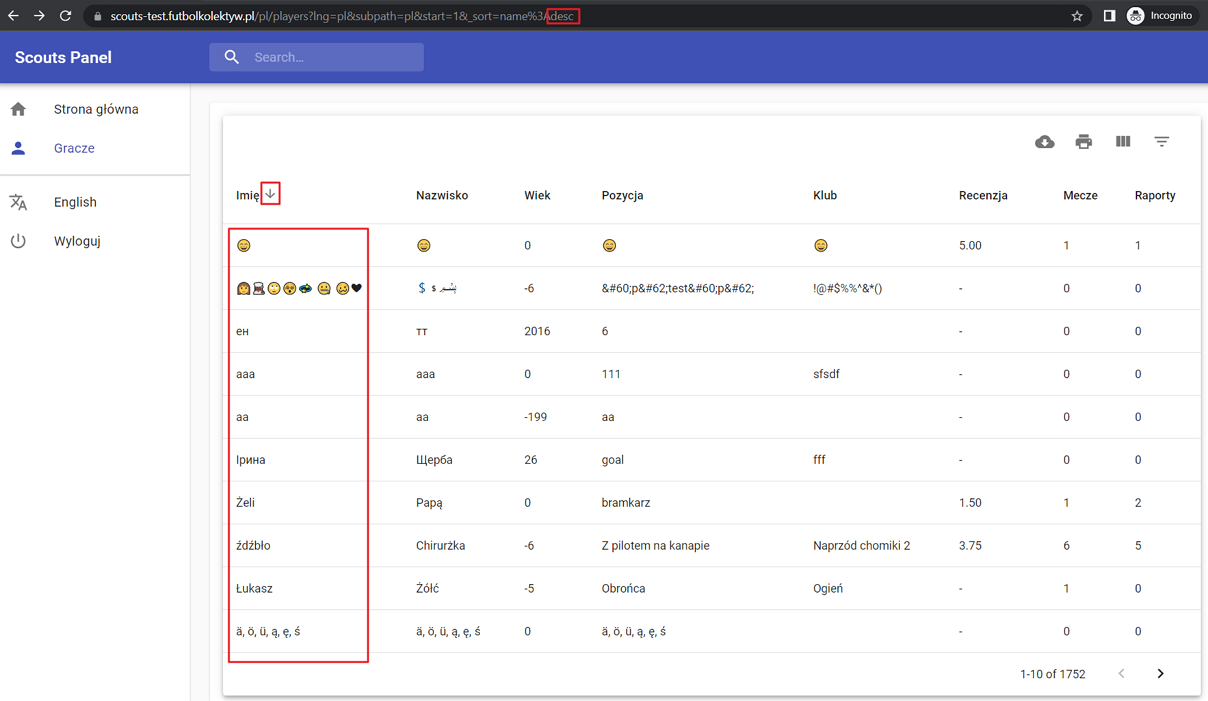 scouts-test.futbolkolektyw.pl/pl/players?lng=pl&subpath=pl&start=1&_sort=name%3Adesc
Incognito
Scouts Panel
Search...
Strona główna
Gracze
English
Wyloguj
Imię Nazwisko Wiek Pozycja Klub Recenzja Mecze Raporty
😄 😄 0 😄 😄 5.00 1 1
-6 &#60;p&#62;test&#60;p&#62; !@#$%%^&*() - 0 0
ен тт 2016 6 - 0 0
aaa aaa 0 111 sfsdf - 0 0
aa aa -199 aa - 0 0
Ірина Щерба 26 goal fff - 0 0
Żeli Papą 0 bramkarz 1.50 1 2
źdźbło Chirurżka -6 Z pilotem na kanapie Naprzód chomiki 2 3.75 6 5
Łukasz Żółć -5 Obrońca Ogień - 1 0
ä, ö, ü, ą, ę, ś ä, ö, ü, ą, ę, ś 0 ä, ö, ü, ą, ę, ś - 0 0
1-10 of 1752